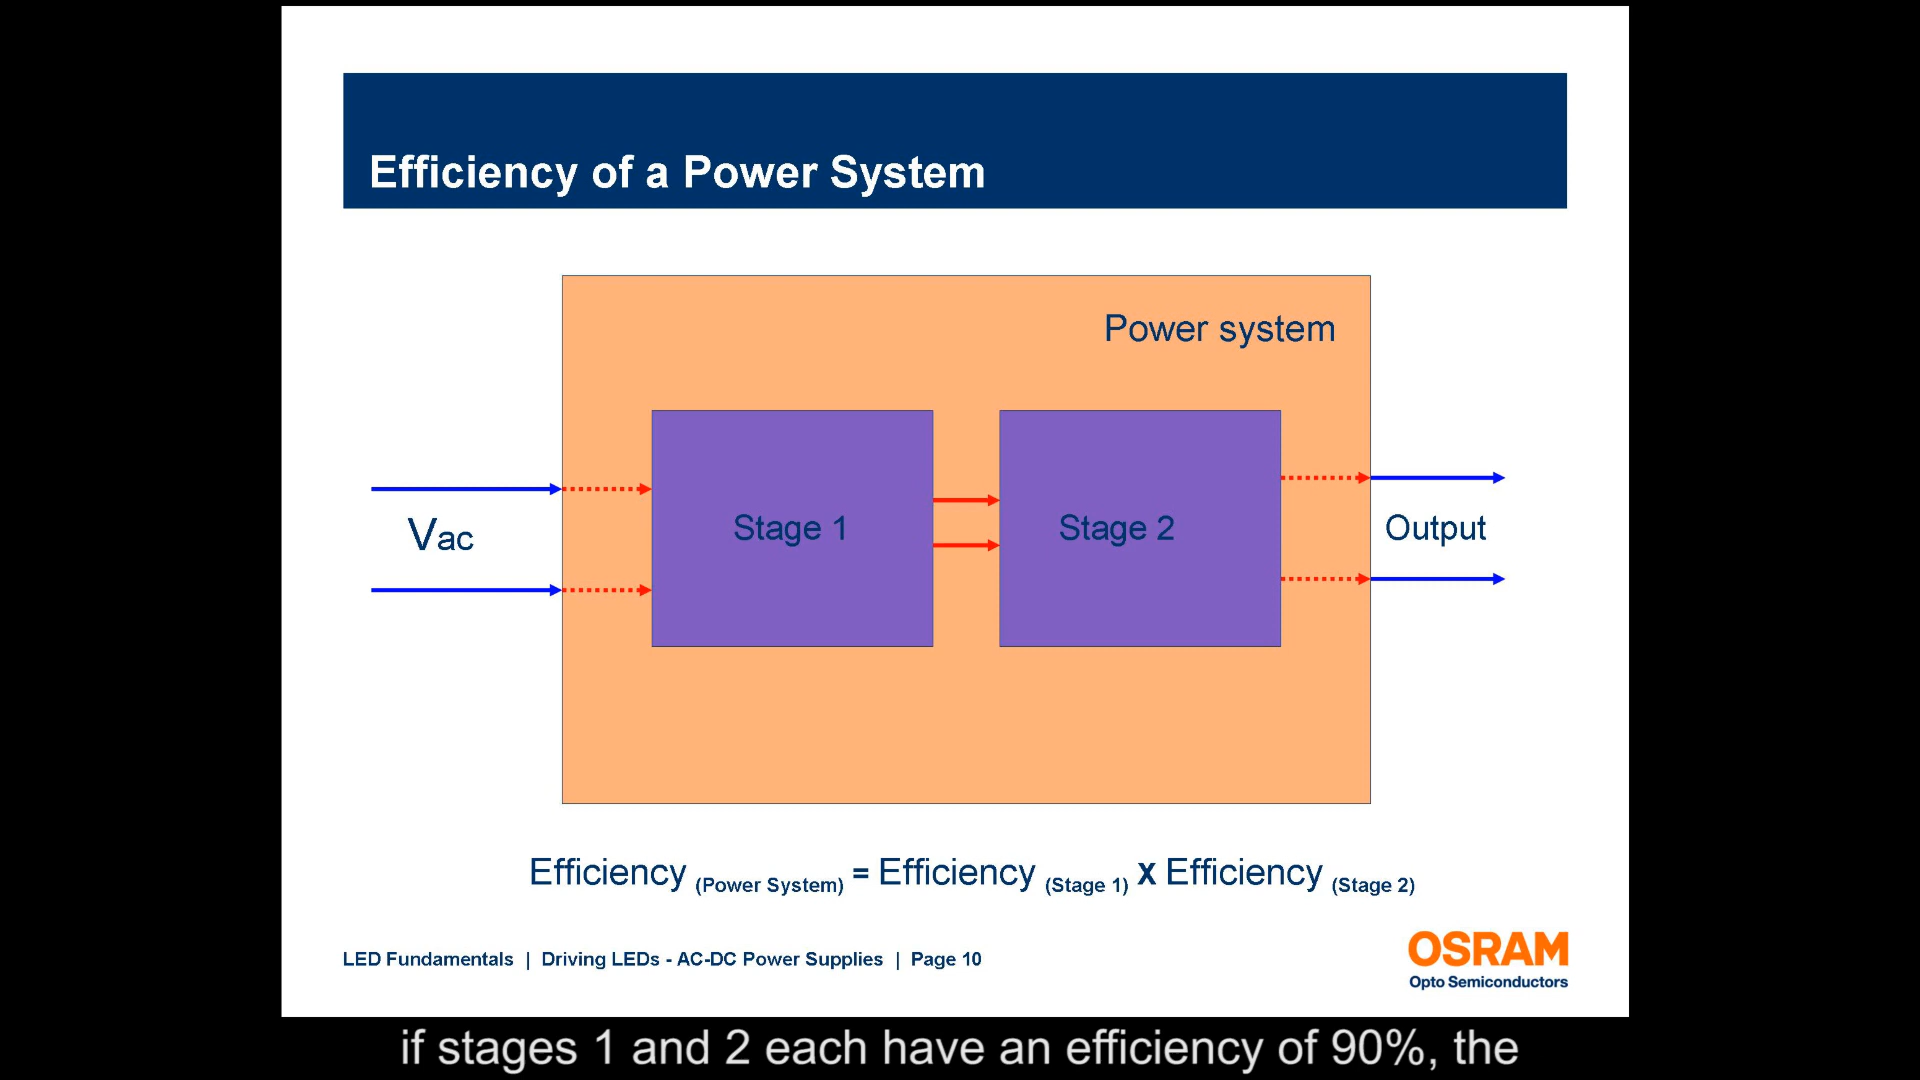 Efficiency of a Power System
Power system
Vac
Stage 1
Stage 2
Output
Efficiency (Power System) = Efficiency (Stage 1) X Efficiency (Stage 2)
LED Fundamentals | Driving LEDs - AC-DC Power Supplies | Page 10
OSRAM
Opto Semiconductors
if stages 1 and 2 each have an efficiency of 90%, the